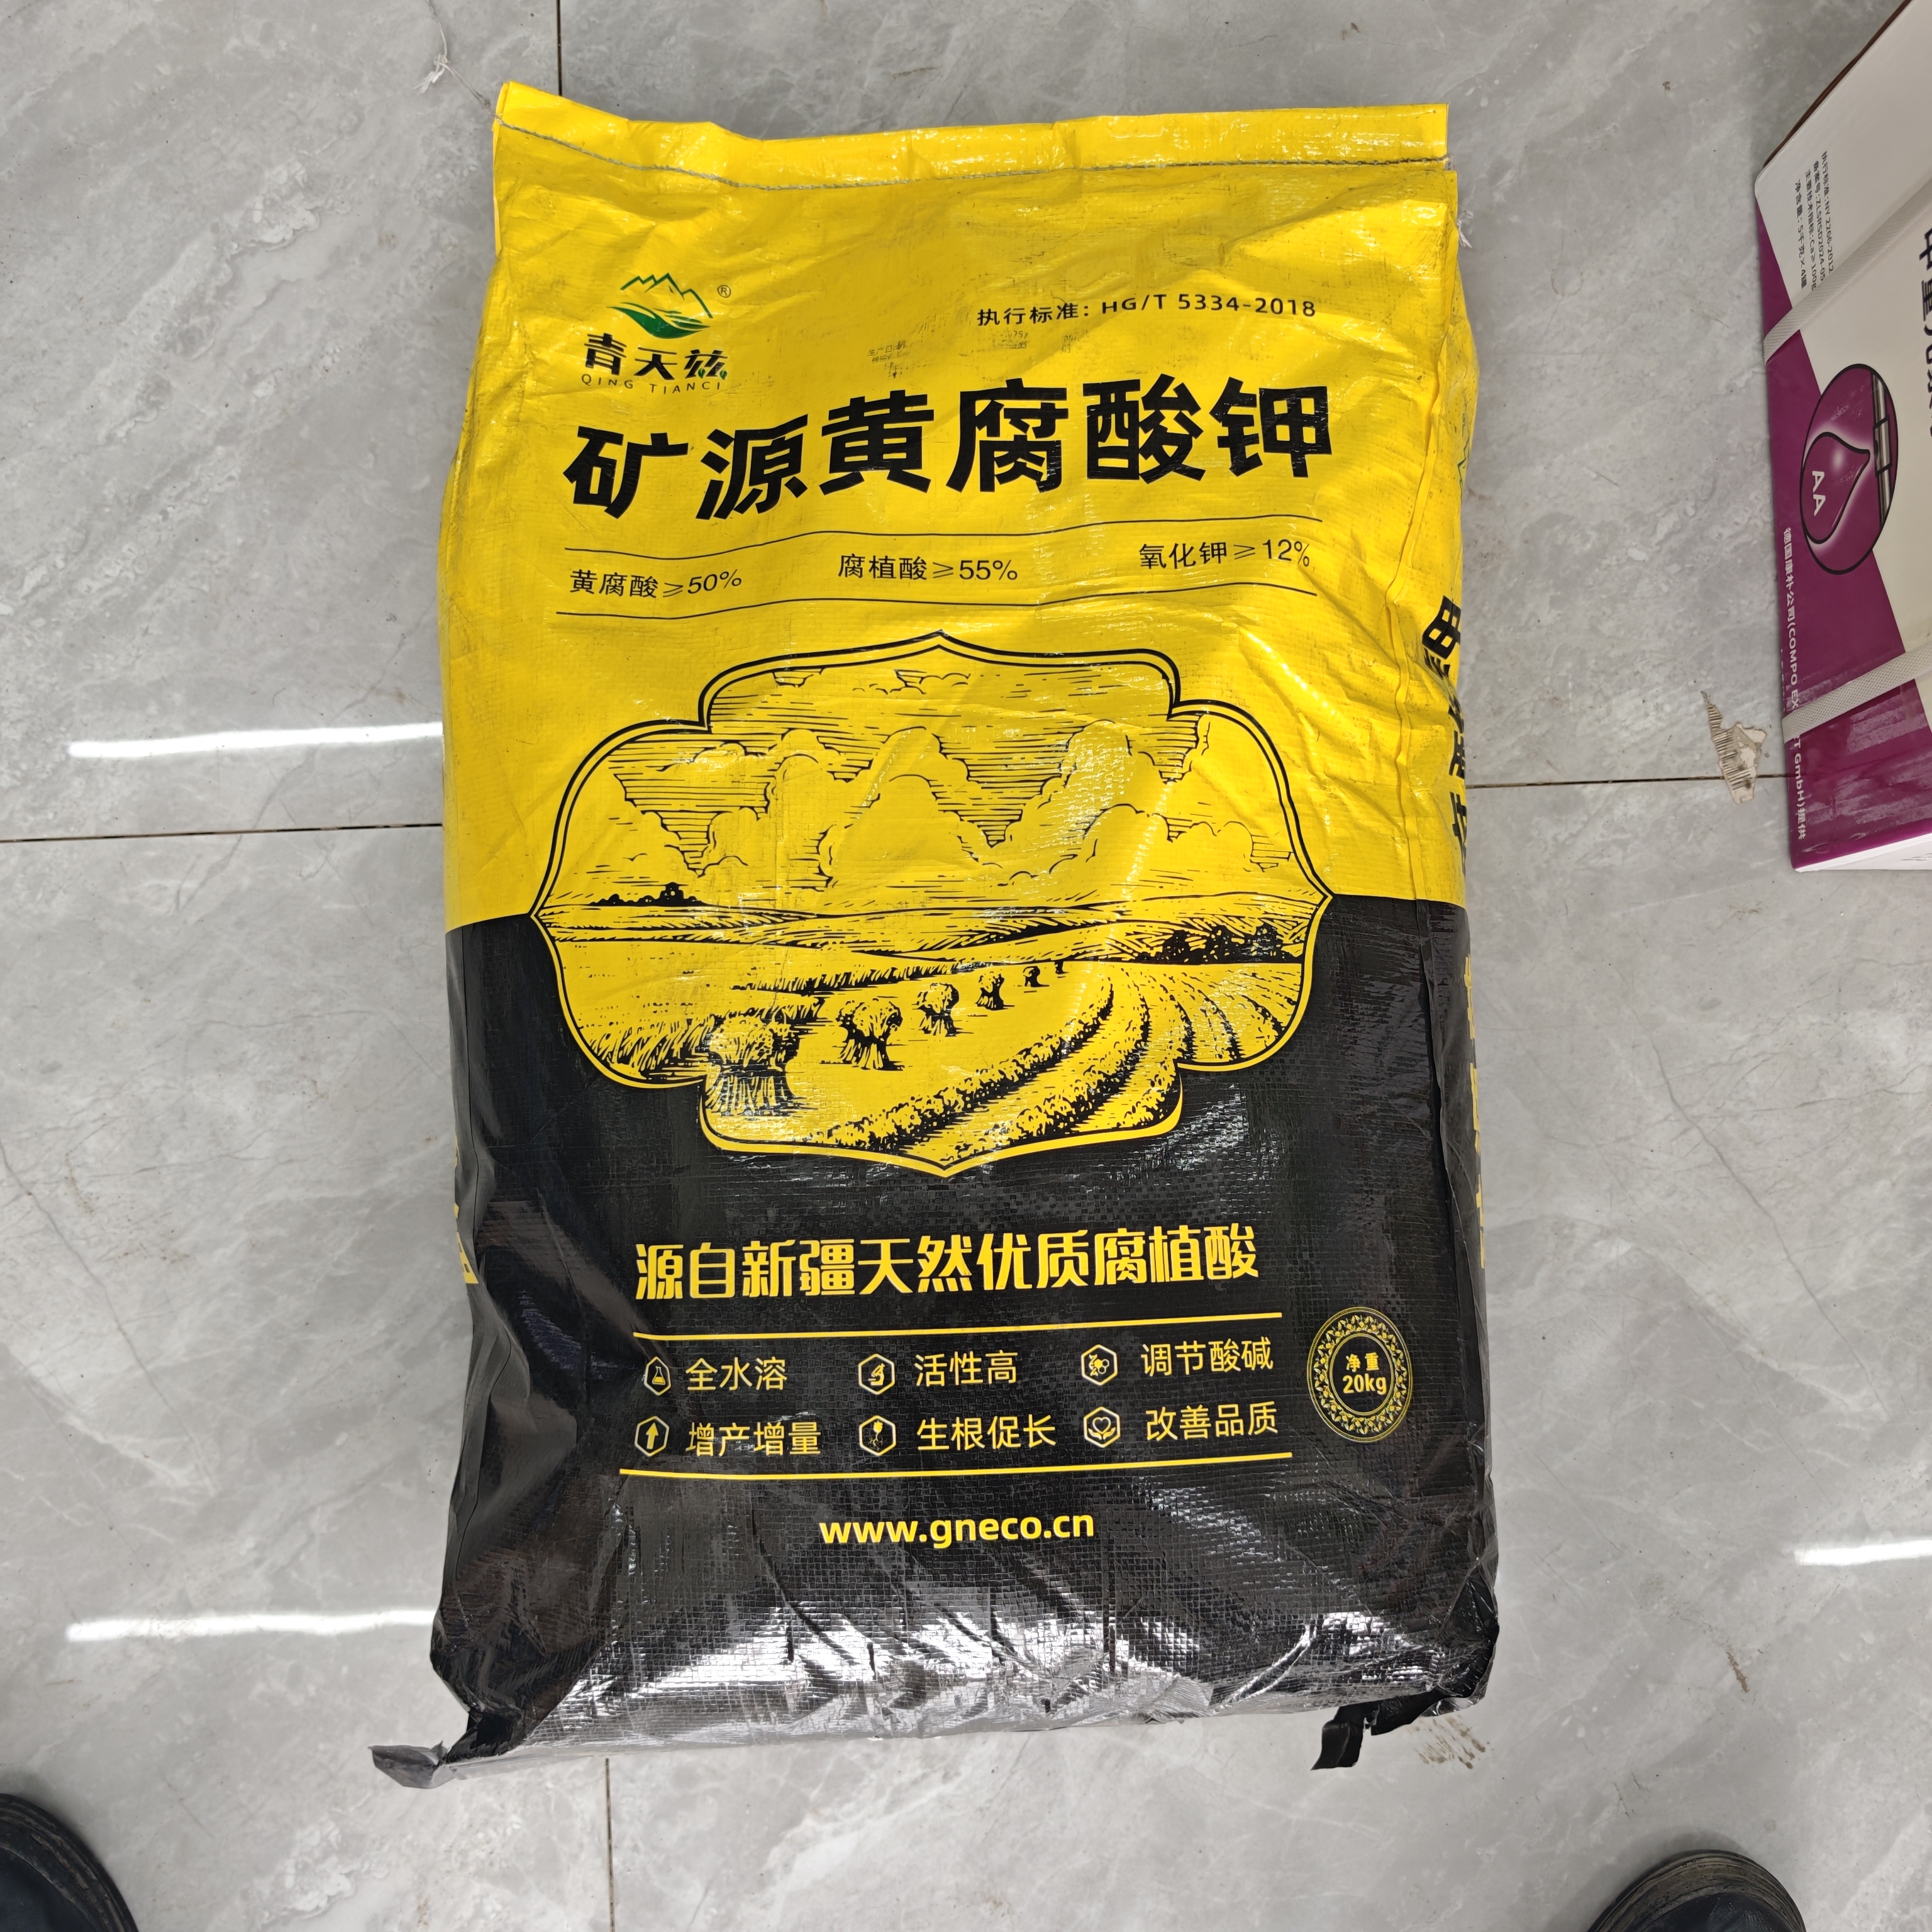 青天兹
®
QING TIANCI
执行标准：HG/T 5334-2018
矿源黄腐酸钾
黄腐酸≥50% 腐植酸≥55% 氧化钾≥12%
源自新疆天然优质腐植酸
全水溶 活性高 调节酸碱
增产增量 生根促长 改善品质
净重
20kg
www.gneco.cn
AA